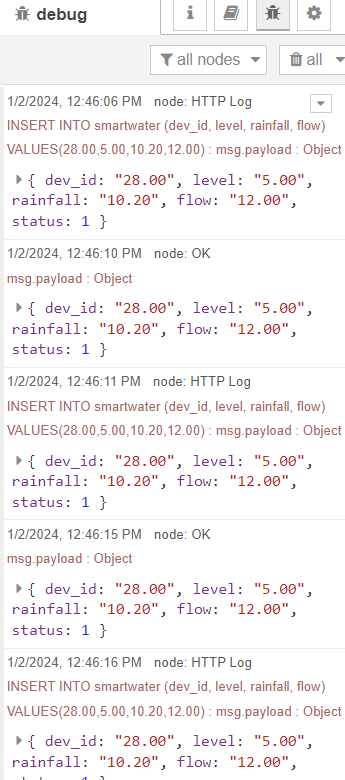 debug
all nodes
all
1/2/2024, 12:46:06 PM node: HTTP Log
INSERT INTO smartwater (dev_id, level, rainfall, flow)
VALUES(28.00,5.00,10.20,12.00) : msg.payload : Object
{ dev_id: "28.00", level: "5.00",
rainfall: "10.20", flow: "12.00",
status: 1 }
1/2/2024, 12:46:10 PM node: OK
msg.payload : Object
{ dev_id: "28.00", level: "5.00",
rainfall: "10.20", flow: "12.00",
status: 1 }
1/2/2024, 12:46:11 PM node: HTTP Log
INSERT INTO smartwater (dev_id, level, rainfall, flow)
VALUES(28.00,5.00,10.20,12.00) : msg.payload : Object
{ dev_id: "28.00", level: "5.00",
rainfall: "10.20", flow: "12.00",
status: 1 }
1/2/2024, 12:46:15 PM node: OK
msg.payload : Object
{ dev_id: "28.00", level: "5.00",
rainfall: "10.20", flow: "12.00",
status: 1 }
1/2/2024, 12:46:16 PM node: HTTP Log
INSERT INTO smartwater (dev_id, level, rainfall, flow)
VALUES(28.00,5.00,10.20,12.00) : msg.payload : Object
{ dev_id: "28.00", level: "5.00",
rainfall: "10.20", flow: "12.00",
status: 1 }